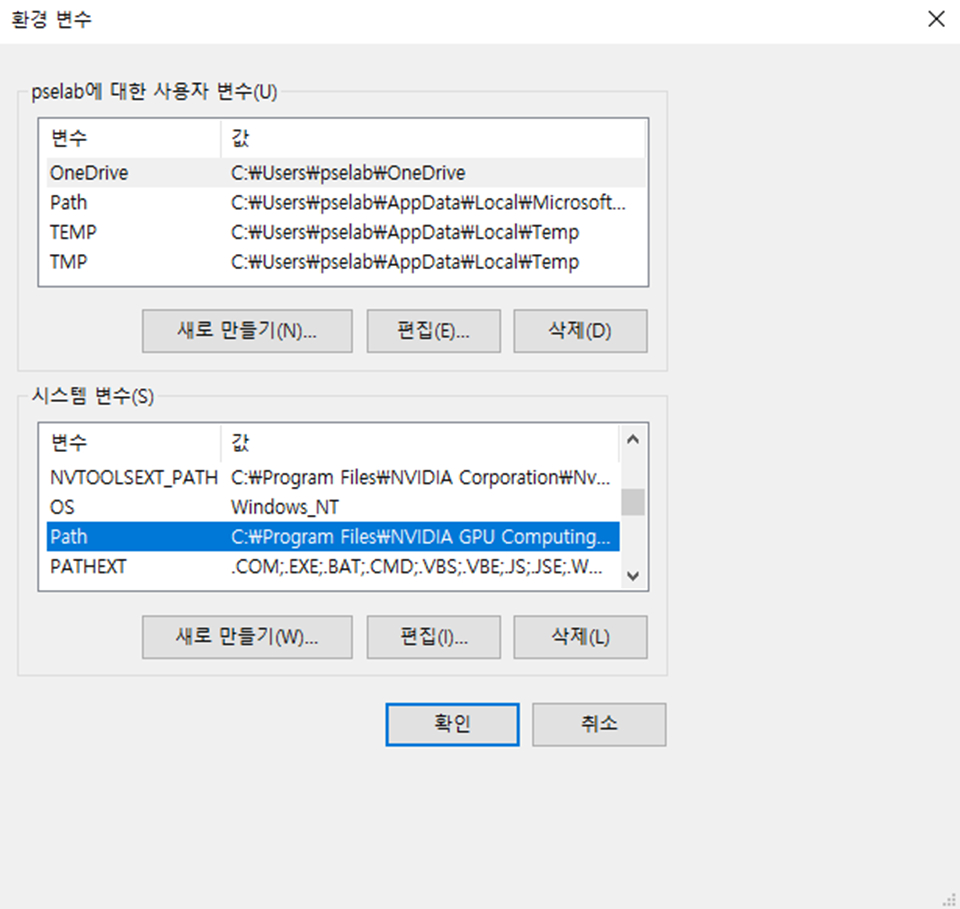 환경 변수
pselab에 대한 사용자 변수(U)
변수 값
OneDrive C:₩Users₩pselab₩OneDrive
Path C:₩Users₩pselab₩AppData₩Local₩Microsoft...
TEMP C:₩Users₩pselab₩AppData₩Local₩Temp
TMP C:₩Users₩pselab₩AppData₩Local₩Temp
새로 만들기(N)... 편집(E)... 삭제(D)
시스템 변수(S)
변수 값
NVTOOLSEXT_PATH C:₩Program Files₩NVIDIA Corporation₩Nv...
OS Windows_NT
Path C:₩Program Files₩NVIDIA GPU Computing...
PATHEXT .COM;.EXE;.BAT;.CMD;.VBS;.VBE;.JS;.JSE;.W...
새로 만들기(W)... 편집(I)... 삭제(L)
확인 취소